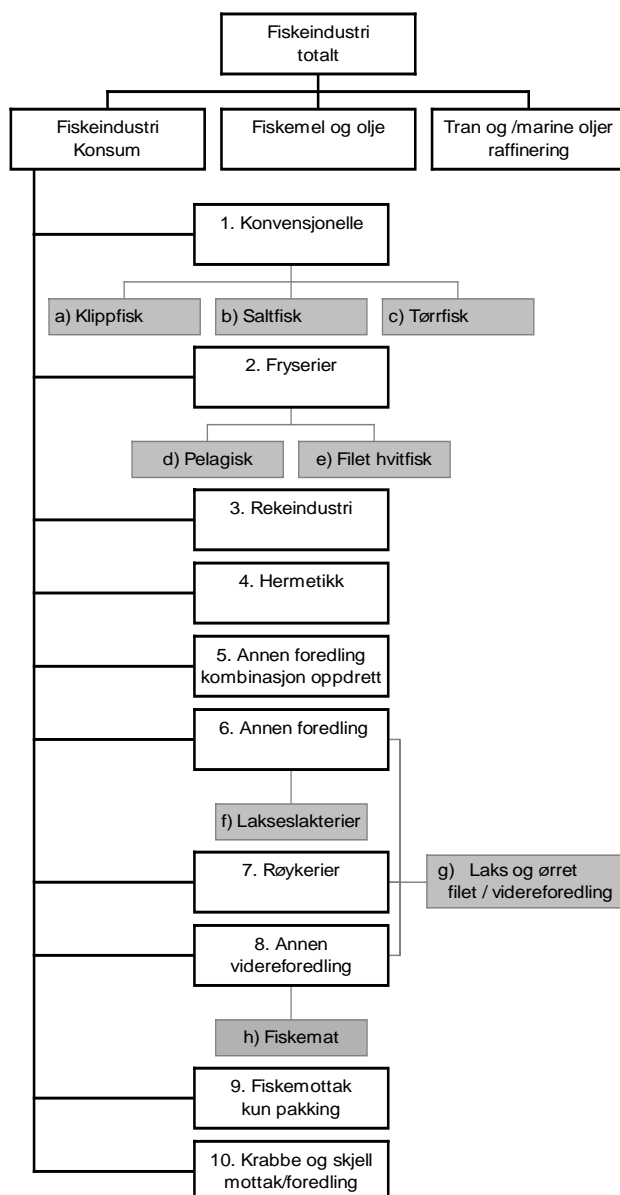 Fiskeindustri
totalt
Fiskeindustri
Konsum
Fiskemel og olje
Tran og /marine oljer
raffinering
1. Konvensjonelle
a) Klippfisk
b) Saltfisk
c) Tørrfisk
2. Fryserier
d) Pelagisk
e) Filet hvitfisk
3. Rekeindustri
4. Hermetikk
5. Annen foredling
kombinasjon oppdrett
6. Annen foredling
f) Lakseslakterier
7. Røykerier
g) Laks og ørret
filet / videreforedling
8. Annen
videreforedling
h) Fiskemat
9. Fiskemottak
kun pakking
10. Krabbe og skjell
mottak/foredling